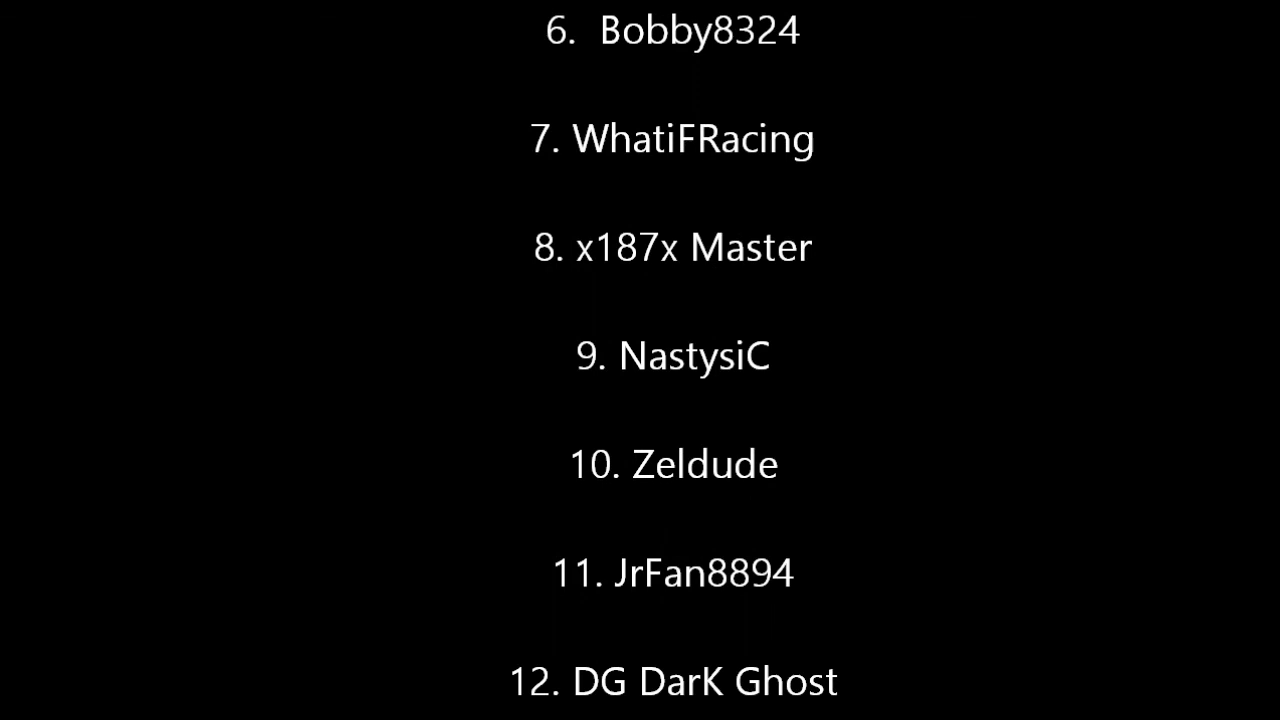 6.  Bobby8324
7. WhatiFRacing
8. x187x Master
9. NastysiC
10. Zeldude
11. JrFan8894
12. DG DarK Ghost